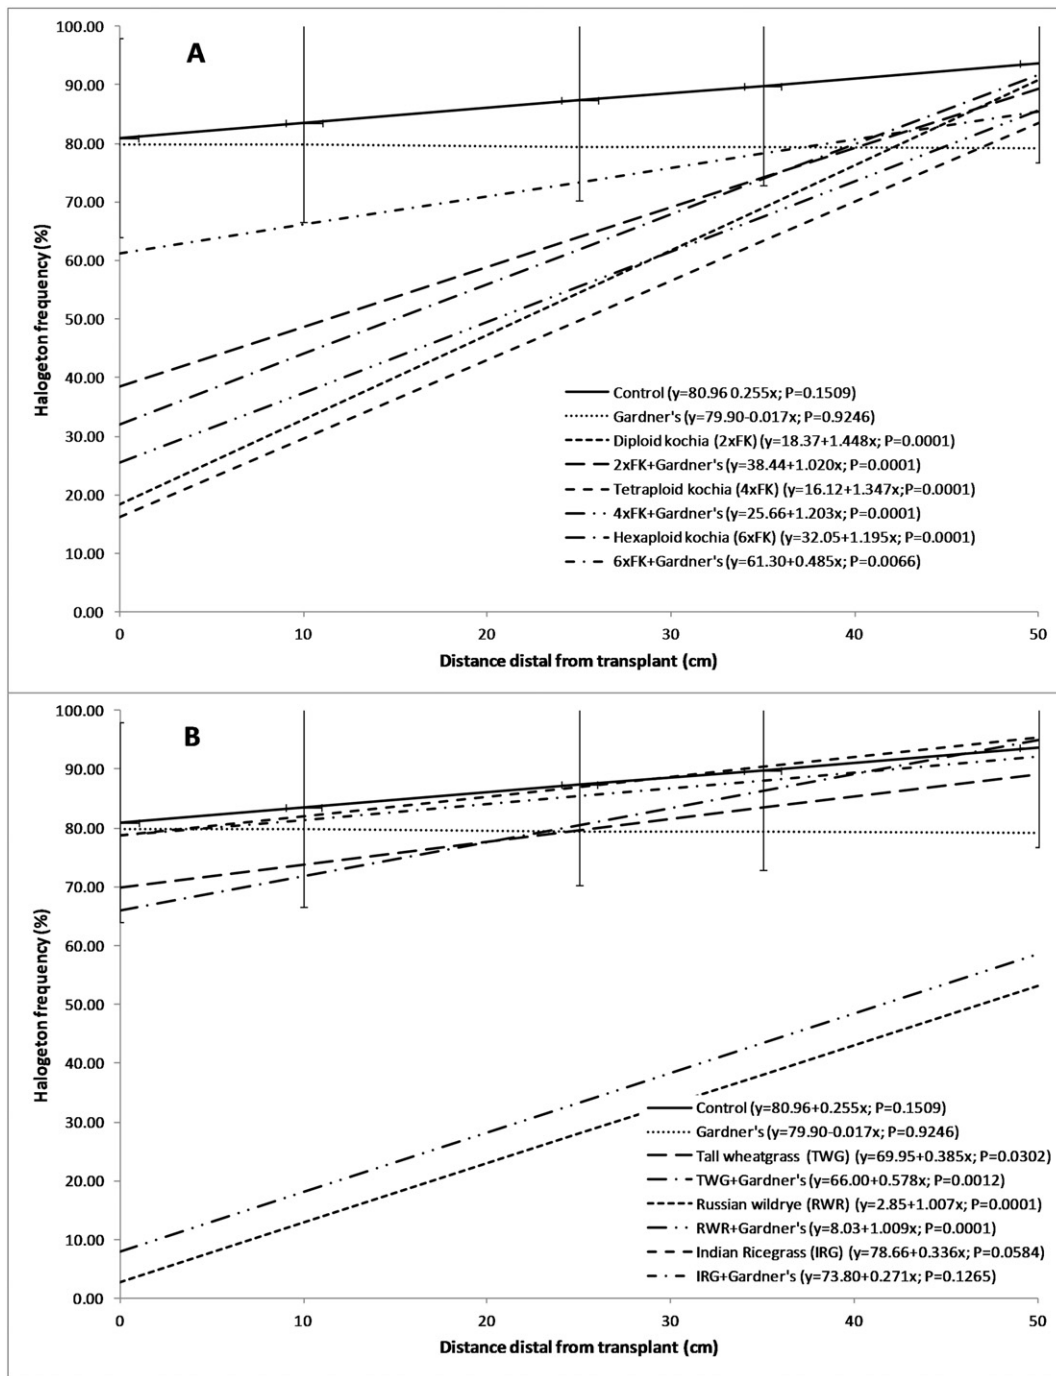 A
100.00
90.00
80.00
70.00
60.00
50.00
40.00
30.00
20.00
10.00
0.00
Halogeton frequency (%)
Control (y=80.96 0.255x; P=0.1509)
Gardner's (y=79.90-0.017x; P=0.9246)
Diploid kochia (2xFK) (y=18.37+1.448x; P=0.0001)
2xFK+Gardner's (y=38.44+1.020x; P=0.0001)
Tetraploid kochia (4xFK) (y=16.12+1.347x;P=0.0001)
4xFK+Gardner's (y=25.66+1.203x; P=0.0001)
Hexaploid kochia (6xFK) (y=32.05+1.195x; P=0.0001)
6xFK+Gardner's (y=61.30+0.485x; P=0.0066)
0 10 20 30 40 50
Distance distal from transplant (cm)
B
100.00
90.00
80.00
70.00
60.00
50.00
40.00
30.00
20.00
10.00
0.00
Halogeton frequency (%)
Control (y=80.96+0.255x; P=0.1509)
Gardner's (y=79.90-0.017x; P=0.9246)
Tall wheatgrass (TWG) (y=69.95+0.385x; P=0.0302)
TWG+Gardner's (y=66.00+0.578x; P=0.0012)
Russian wildrye (RWR) (y=2.85+1.007x; P=0.0001)
RWR+Gardner's (y=8.03+1.009x; P=0.0001)
Indian Ricegrass (IRG) (y=78.66+0.336x; P=0.0584)
IRG+Gardner's (y=73.80+0.271x; P=0.1265)
0 10 20 30 40 50
Distance distal from transplant (cm)